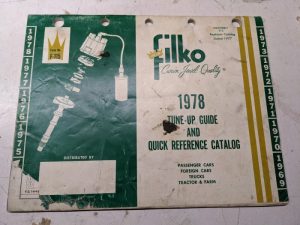 1978
1977
1976
1975
filko
Crown Jewel Quality
1978
TUNE-UP GUIDE
AND
QUICK REFERENCE CATALOG
PASSENGER CARS
FOREIGN CARS
TRUCKS
TRACTOR & FARM
DISTRIBUTED BY
1973
1972
1971
1970
1969